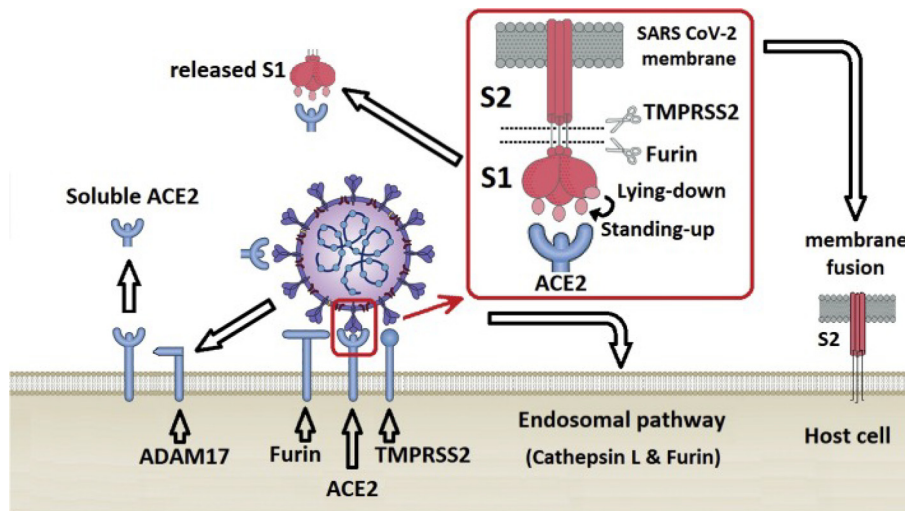 SARS CoV-2
membrane
released S1
S2
TMPRSS2
Furin
S1
Lying-down
Soluble ACE2
Standing-up
ACE2
membrane
fusion
S2
Endosomal pathway
(Cathepsin L & Furin)
Host cell
ADAM17
Furin
TMPRSS2
ACE2